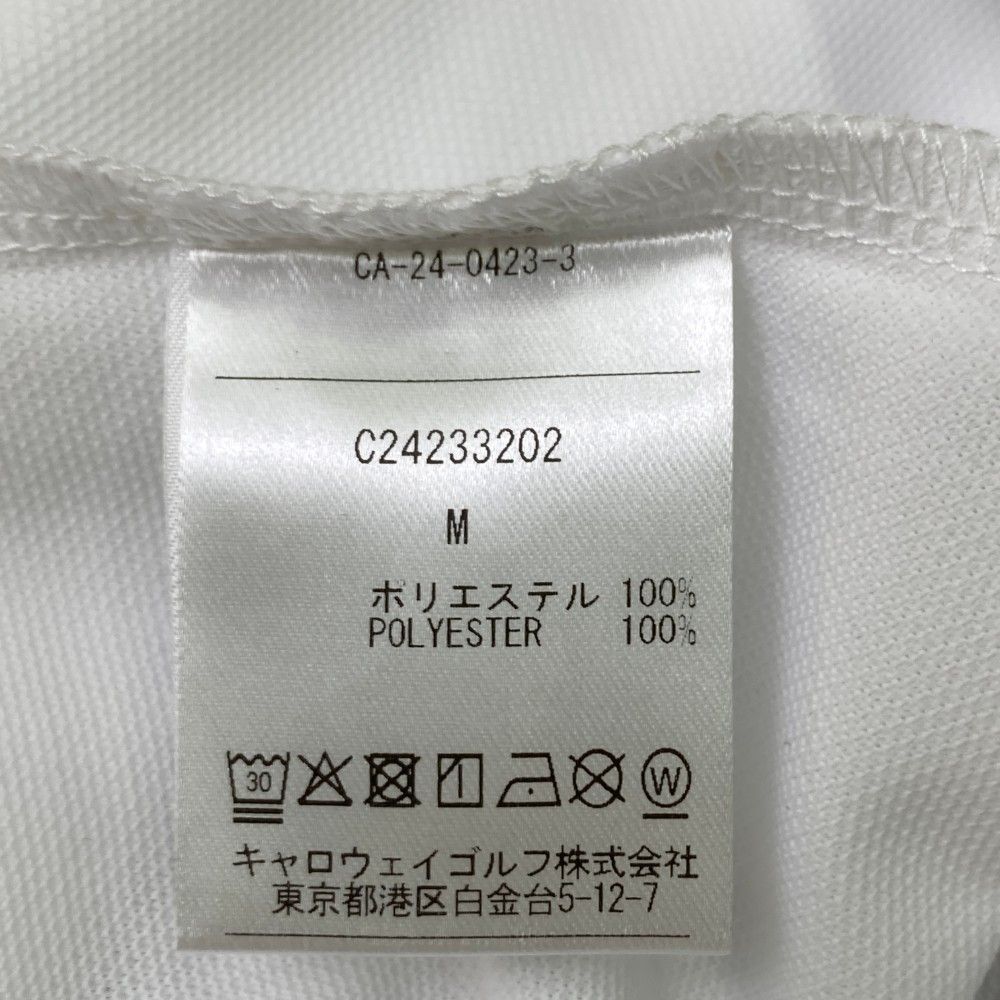 CA-24-0423-3
C24233202
M
ポリエステル 100%
POLYESTER 100%
30 W
キャロウェイゴルフ株式会社
東京都港区白金台5-12-7